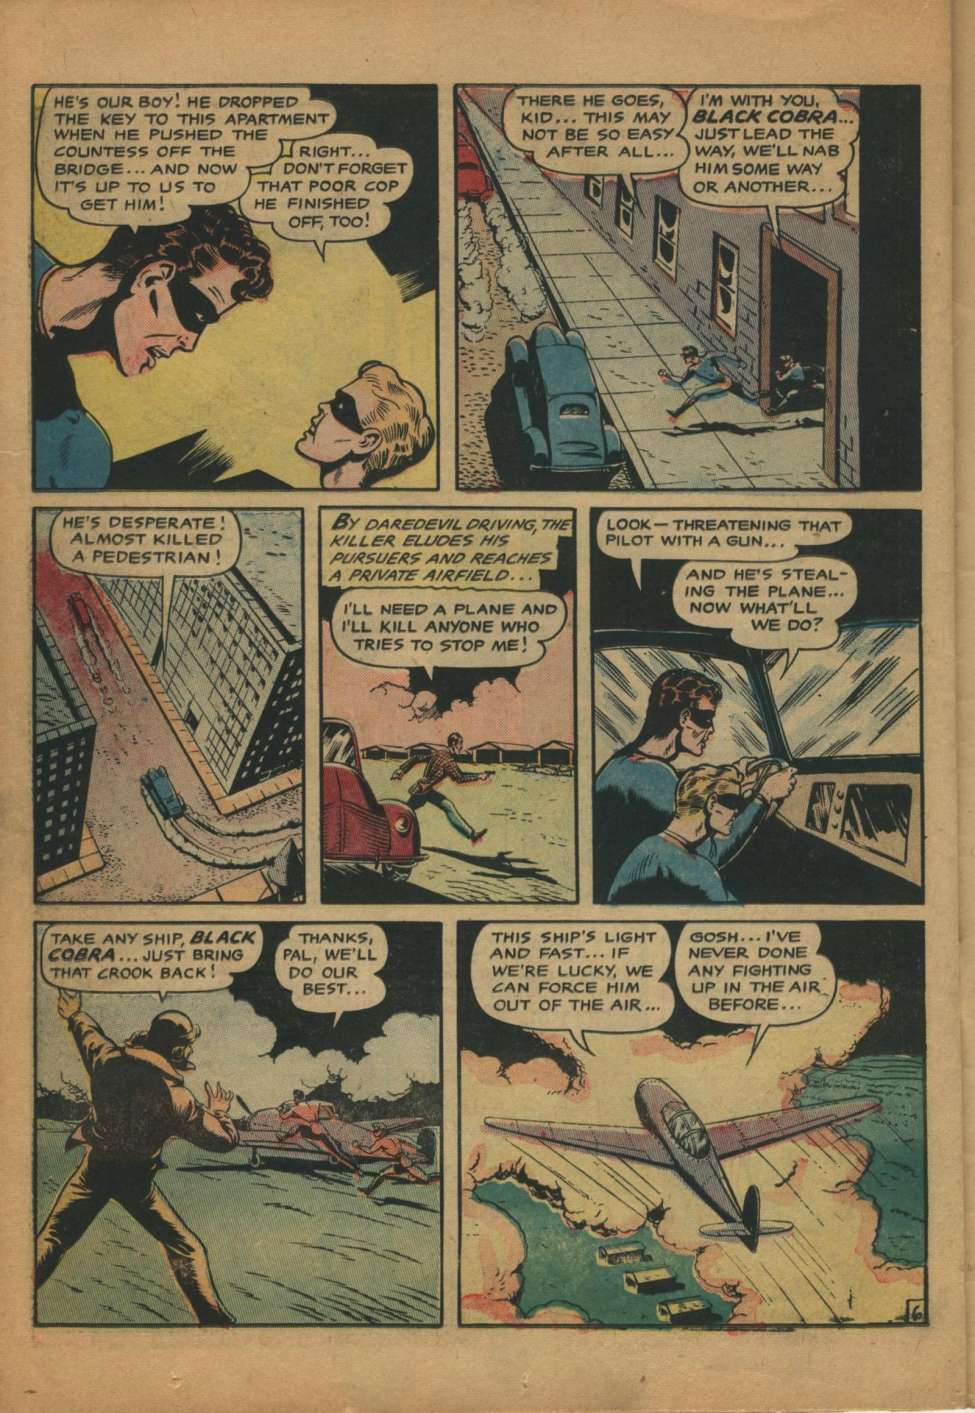 HE'S OUR BOY! HE DROPPED
THE KEY TO THIS APARTMENT
WHEN HE PUSHED THE
COUNTESS OFF THE
BRIDGE... AND NOW
IT'S UP TO US TO
GET HIM!
RIGHT...
DON'T FORGET
THAT POOR COP
HE FINISHED
OFF, TOO!
THERE HE GOES,
KID... THIS MAY
NOT BE SO EASY
AFTER ALL...
I'M WITH YOU,
BLACK COBRA...
JUST LEAD THE
WAY, WE'LL NAB
HIM SOME WAY
OR ANOTHER...
HE'S DESPERATE!
ALMOST KILLED
A PEDESTRIAN!
BY DAREDEVIL DRIVING, THE
KILLER ELUDES HIS
PURSUERS AND REACHES
A PRIVATE AIRFIELD...
I'LL NEED A PLANE AND
I'LL KILL ANYONE WHO
TRIES TO STOP ME!
LOOK - THREATENING THAT
PILOT WITH A GUN...
AND HE'S STEAL-
ING THE PLANE...
NOW WHAT'LL
WE DO?
TAKE ANY SHIP, BLACK
COBRA... JUST BRING
THAT CROOK BACK!
THANKS,
PAL, WE'LL
DO OUR
BEST...
THIS SHIP'S LIGHT
AND FAST... IF
WE'RE LUCKY, WE
CAN FORCE HIM
OUT OF THE AIR...
GOSH... I'VE
NEVER DONE
ANY FIGHTING
UP IN THE AIR
BEFORE...
6